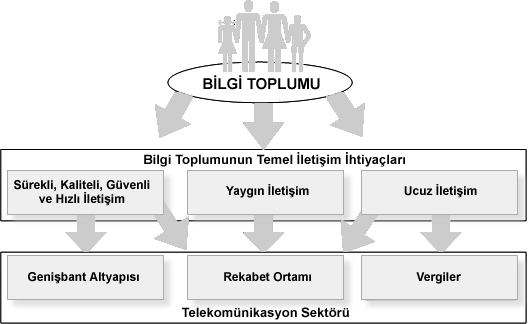 BİLGİ TOPLUMU
Bilgi Toplumunun Temel İletişim İhtiyaçları
Sürekli, Kaliteli, Güvenli
ve Hızlı İletişim
Yaygın İletişim
Ucuz İletişim
Genişbant Altyapısı
Rekabet Ortamı
Vergiler
Telekomünikasyon Sektörü